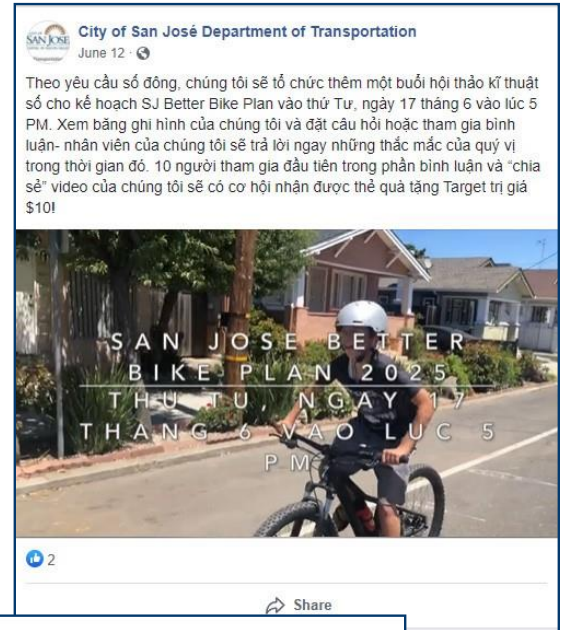 City of San José Department of Transportation
June 12
Theo yêu cầu số đông, chúng tôi sẽ tổ chức thêm một buổi hội thảo kĩ thuật
số cho kế hoạch SJ Better Bike Plan vào thứ Tư, ngày 17 tháng 6 vào lúc 5
PM. Xem băng ghi hình của chúng tôi và đặt câu hỏi hoặc tham gia bình
luận- nhân viên của chúng tôi sẽ trả lời ngay những thắc mắc của quý vị
trong thời gian đó. 10 người tham gia đầu tiên trong phần bình luận và “chia
sẻ” video của chúng tôi sẽ có cơ hội nhận được thẻ quà tặng Target trị giá
$10!
SAN JOSE BETTER
BIKE PLAN 2025
THU TU, NGAY 17
THANG 6 VAO LUC 5
PM
2
Share